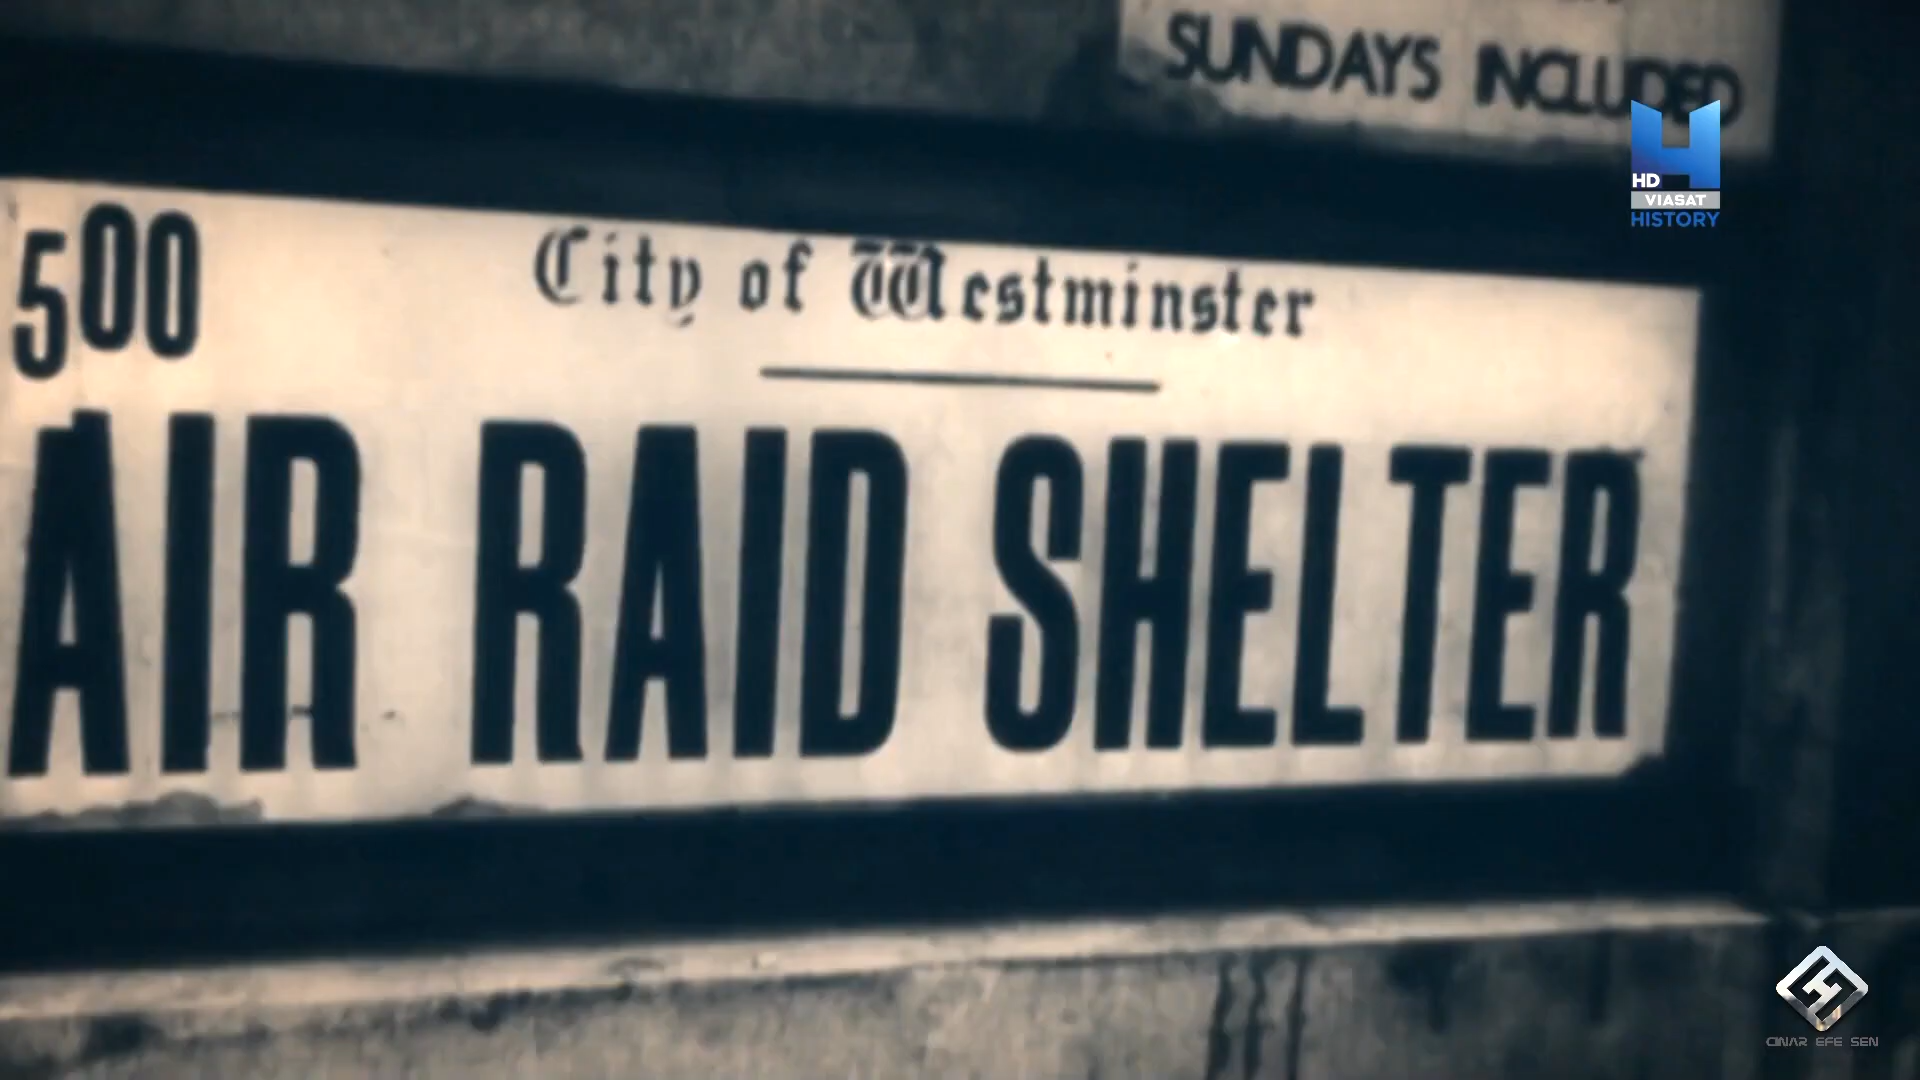 SUNDAYS INCLUDED
HD
VIASAT
HISTORY
500
City of Westminster
AIR RAID SHELTER
CINAR EFE SEN